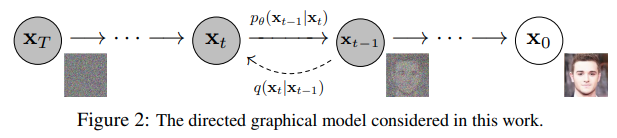 p_θ(x_{t−1}|x_t)
x_T ⟶ ⋯ ⟶ x_t ⟶ x_{t−1} ⟶ ⋯ ⟶ x_0
q(x_t|x_{t−1})
Figure 2: The directed graphical model considered in this work.